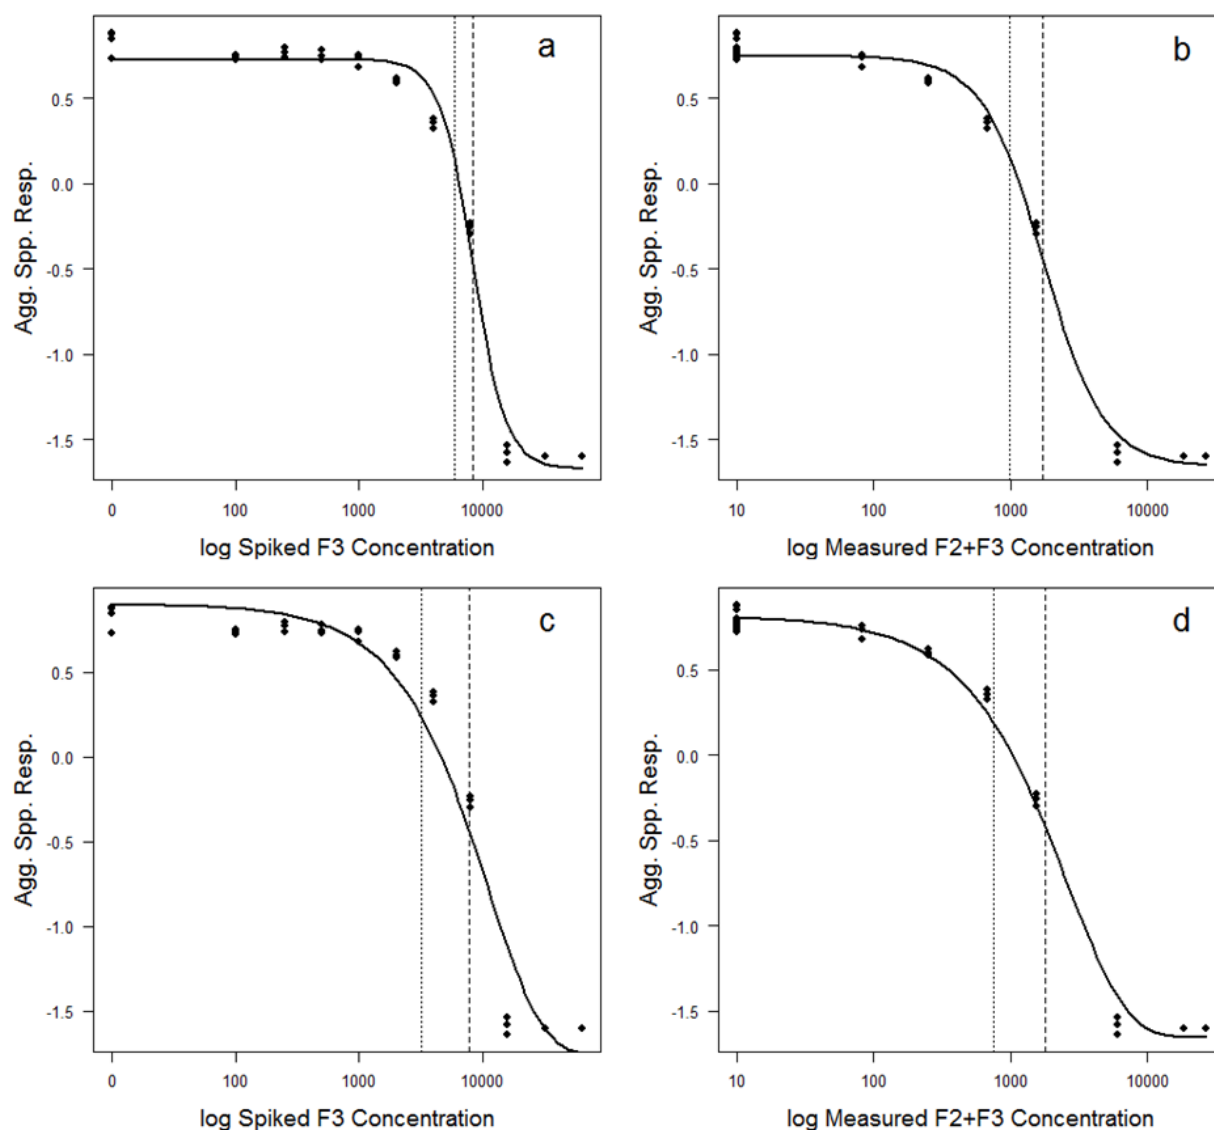 a
0.5
0.0
-0.5
-1.0
-1.5
Agg. Spp. Resp.
0 100 1000 10000
log Spiked F3 Concentration
b
0.5
0.0
-0.5
-1.0
-1.5
Agg. Spp. Resp.
10 100 1000 10000
log Measured F2+F3 Concentration
c
0.5
0.0
-0.5
-1.0
-1.5
Agg. Spp. Resp.
0 100 1000 10000
log Spiked F3 Concentration
d
0.5
0.0
-0.5
-1.0
-1.5
Agg. Spp. Resp.
10 100 1000 10000
log Measured F2+F3 Concentration